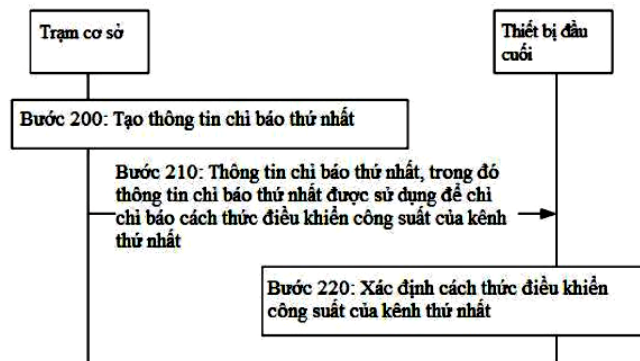 Trạm cơ sở
Thiết bị đầu
cuối
Bước 200: Tạo thông tin chỉ báo thứ nhất
Bước 210: Thông tin chỉ báo thứ nhất, trong đó
thông tin chỉ báo thứ nhất được sử dụng để chỉ
chỉ báo cách thức điều khiển công suất của kênh
thứ nhất
Bước 220: Xác định cách thức điều khiển
công suất của kênh thứ nhất